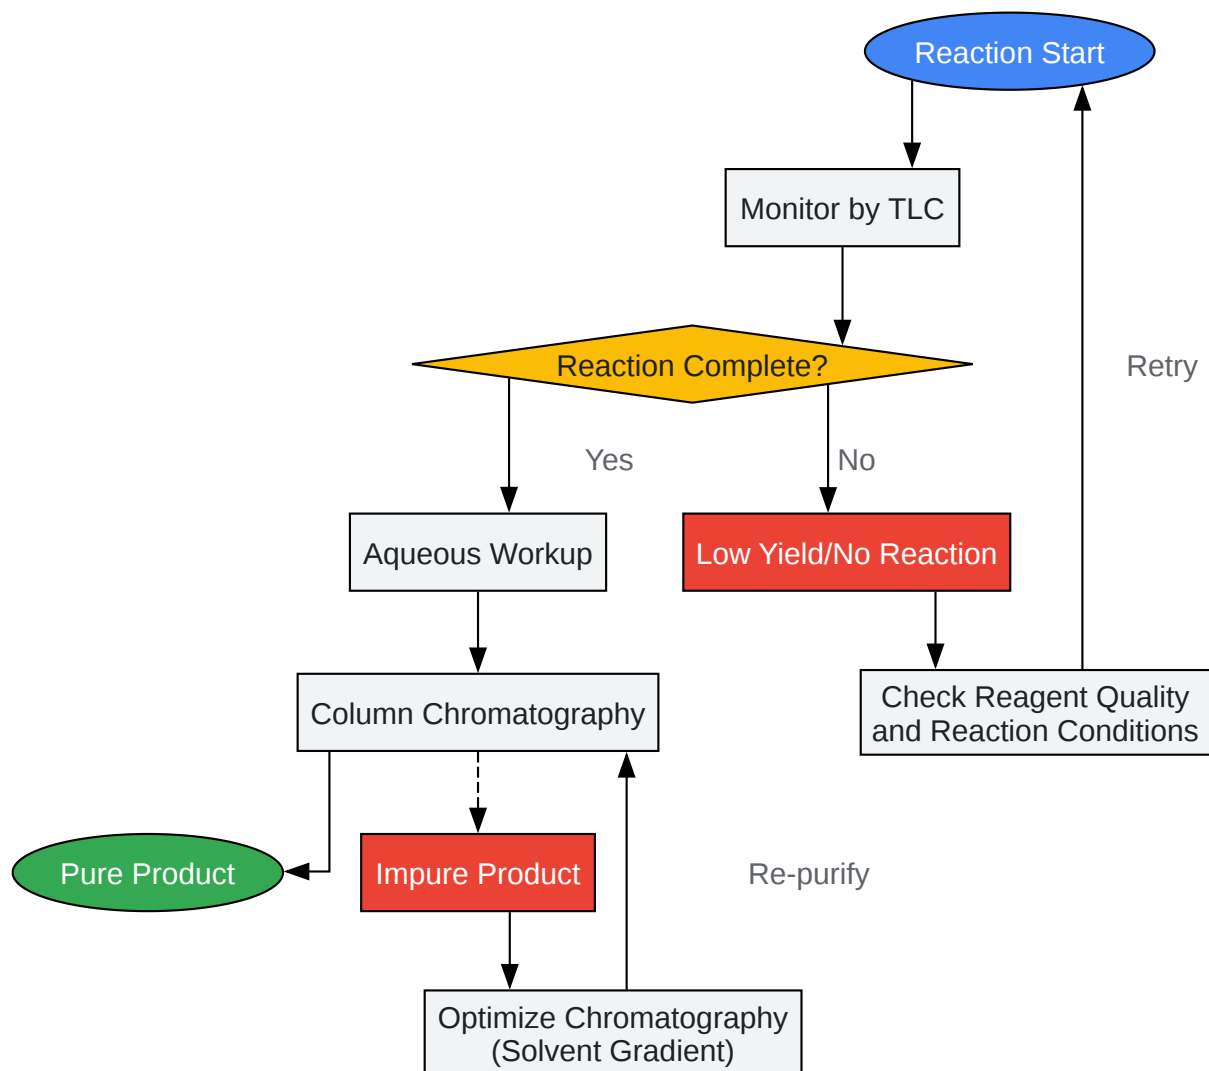 Reaction Start
Monitor by TLC
Reaction Complete?
Retry
Yes
No
Aqueous Workup
Low Yield/No Reaction
Column Chromatography
Check Reagent Quality
and Reaction Conditions
Pure Product
Impure Product
Re-purify
Optimize Chromatography
(Solvent Gradient)